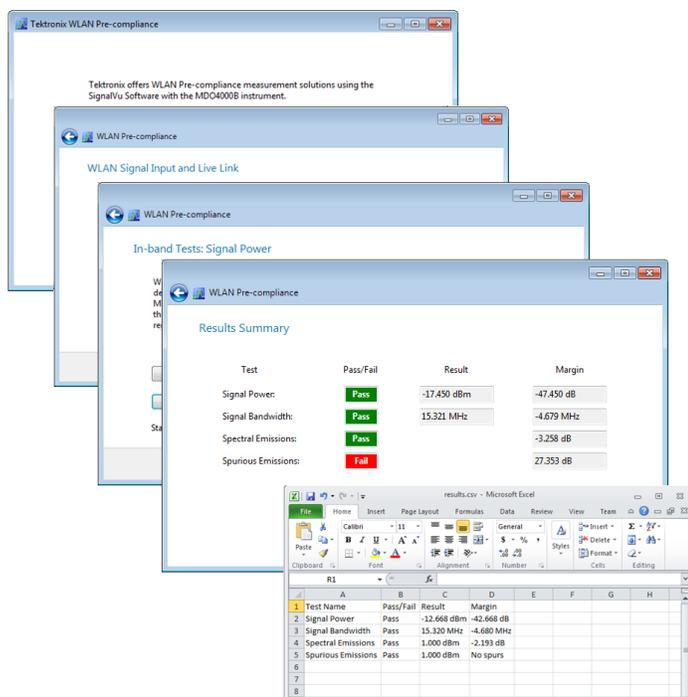 Tektronix WLAN Pre-compliance
Tektronix offers WLAN Pre-compliance measurement solutions using the
SignalVu Software with the MDO4000B instrument.
WLAN Pre-compliance
WLAN Signal Input and Live Link
WLAN Pre-compliance
In-band Tests: Signal Power
W
de
M
th
re
Sta
WLAN Pre-compliance
Results Summary
Test Pass/Fail Result Margin
Signal Power: Pass -17.450 dBm -47.450 dB
Signal Bandwidth: Pass 15.321 MHz -4.679 MHz
Spectral Emissions: Pass -3.258 dB
Spurious Emissions: Fail 27.353 dB
results.csv - Microsoft Excel
File Home Insert Page Layout Formulas Data Review View Team
Calibri 11 General Insert
Paste B I U A A $ % , Styles Delete
Format
Clipboard Font Alignment Number Cells Editing
R1 fx
A B C D E F G H
1 Test Name Pass/Fail Result Margin
2 Signal Power Pass -12.668 dBm -42.668 dB
3 Signal Bandwidth Pass 15.320 MHz -4.680 MHz
4 Spectral Emissions Pass 1.000 dBm -2.193 dB
5 Spurious Emissions Pass 1.000 dBm No spurs
6
7
8